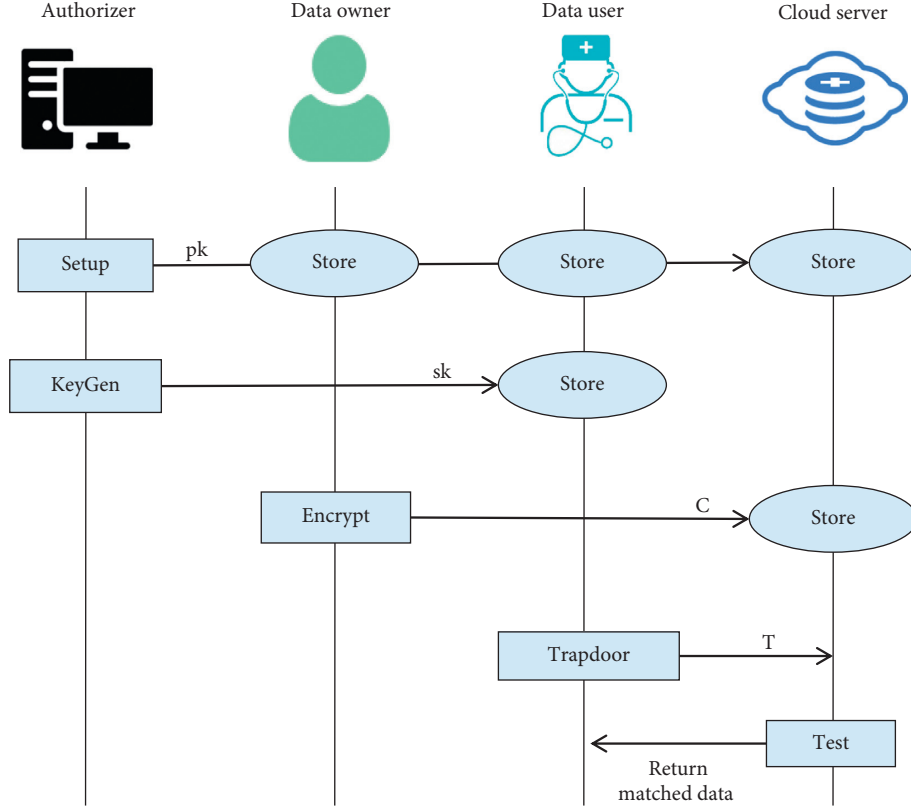 Authorizer
Data owner
Data user
Cloud server
Setup
pk
Store
Store
Store
KeyGen
sk
Store
Encrypt
C
Store
Trapdoor
T
Test
Return
matched data